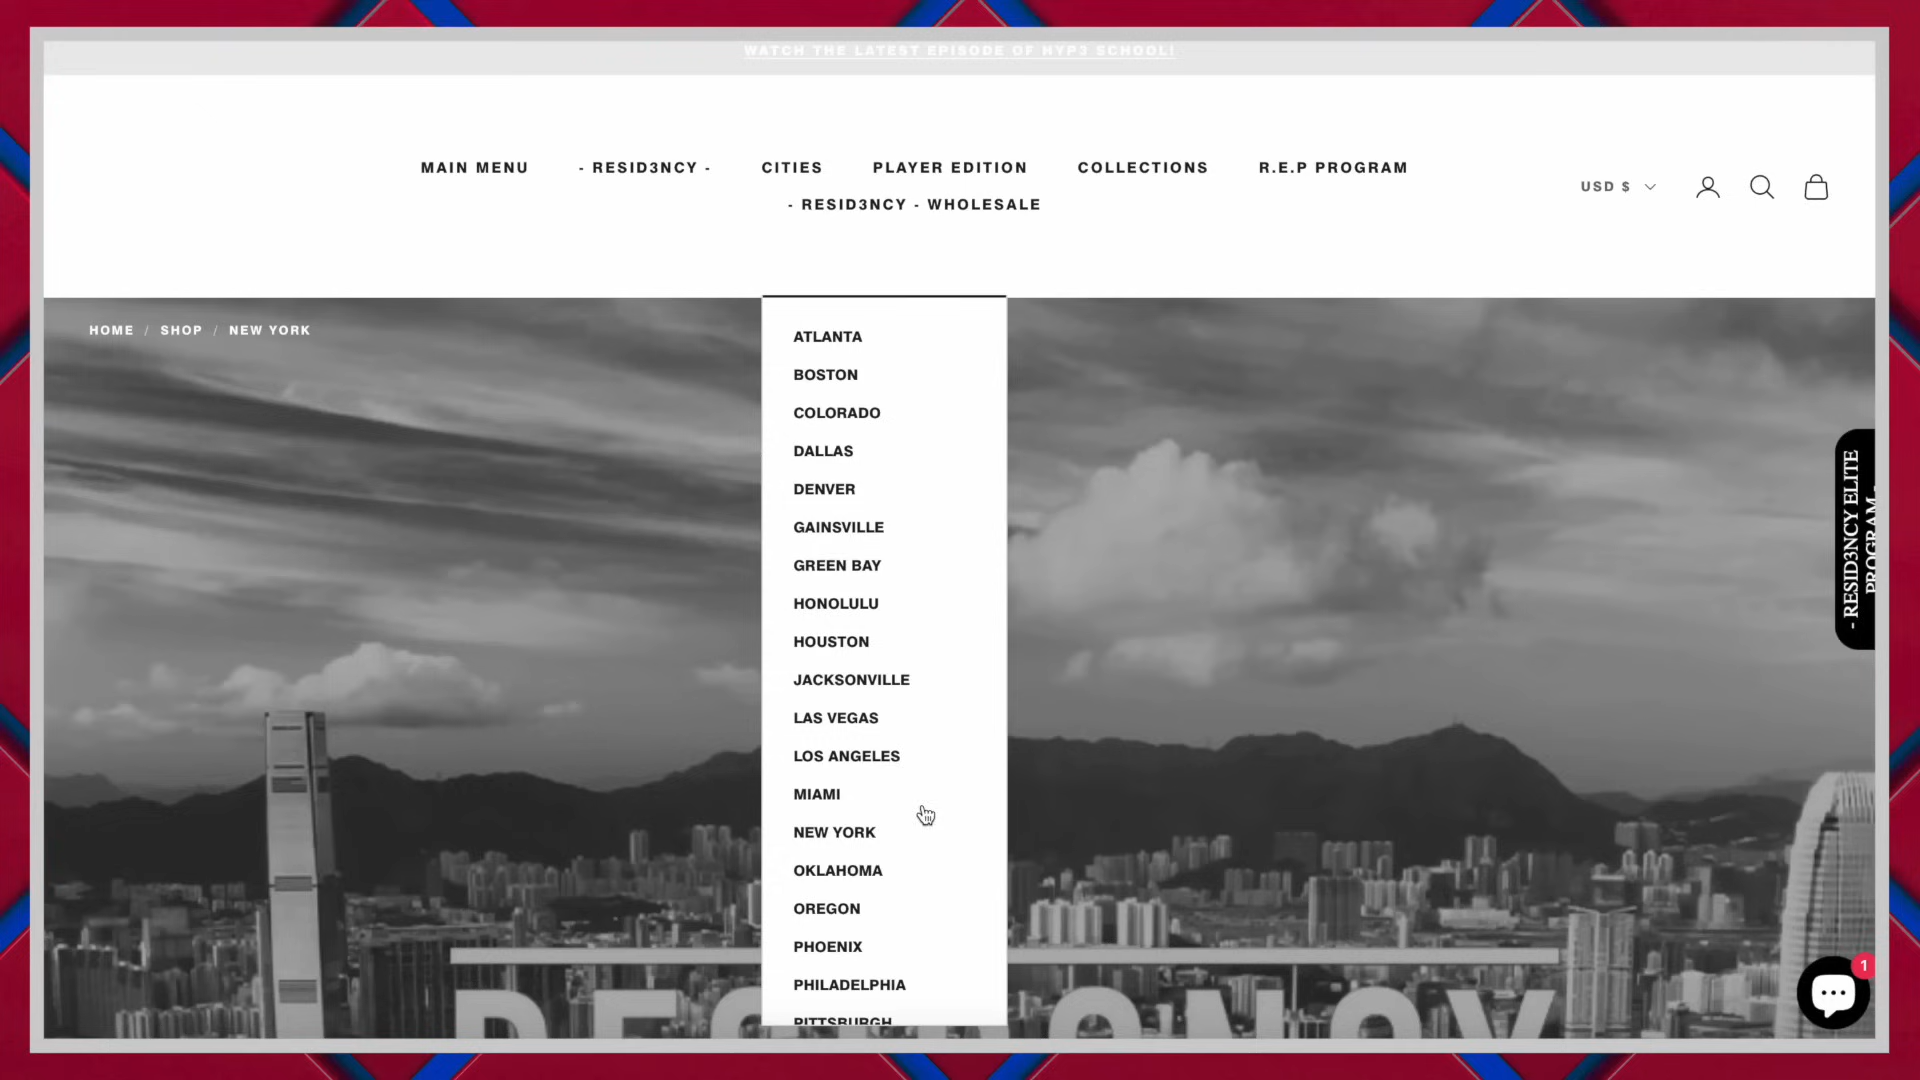 WATCH THE LATEST EPISODE OF HYP3 SCHOOL!
MAIN MENU
- RESID3NCY -
CITIES
PLAYER EDITION
COLLECTIONS
R.E.P PROGRAM
- RESID3NCY - WHOLESALE
USD $
HOME / SHOP / NEW YORK
ATLANTA
BOSTON
COLORADO
DALLAS
DENVER
GAINSVILLE
GREEN BAY
HONOLULU
HOUSTON
JACKSONVILLE
LAS VEGAS
LOS ANGELES
MIAMI
NEW YORK
OKLAHOMA
OREGON
PHOENIX
PHILADELPHIA
PITTSBURGH
- RESID3NCY ELITE
PROGRAM -
1